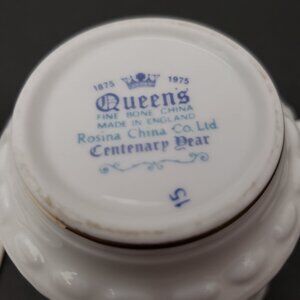 1875 1975
Queens
FINE BONE CHINA
MADE IN ENGLAND
Rosina China Co. Ltd
Centenary Year
15